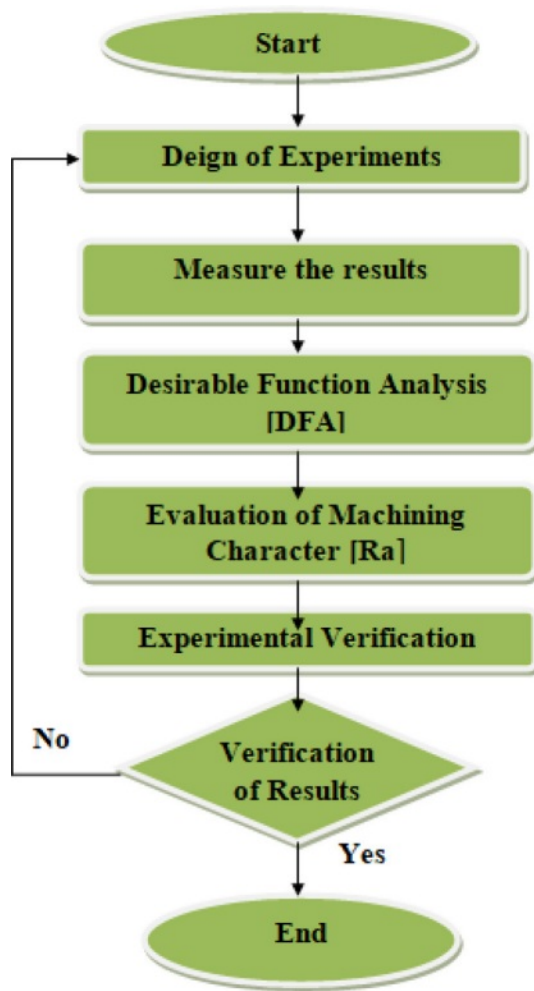 Start
Deign of Experiments
Measure the results
Desirable Function Analysis
[DFA]
Evaluation of Machining
Character [Ra]
Experimental Verification
No
Verification
of Results
Yes
End